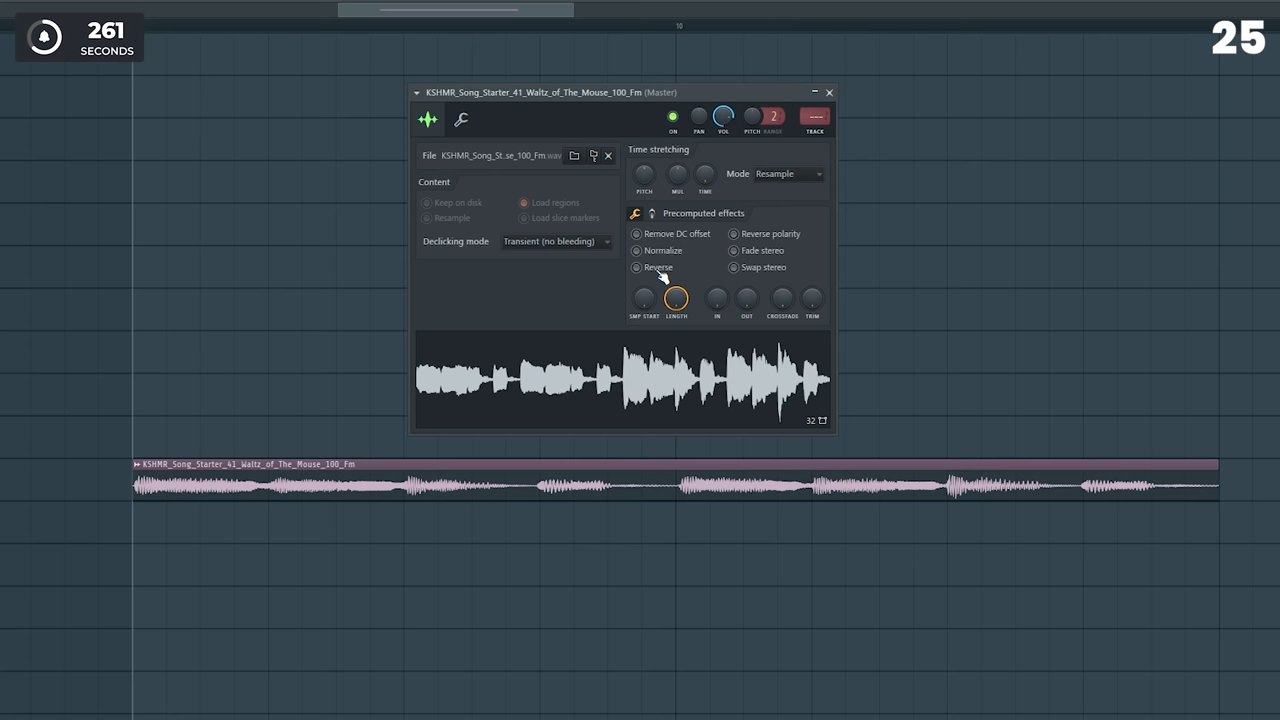 261
SECONDS
25
10
KSHMR_Song_Starter_41_Waltz_of_The_Mouse_100_Fm (Master)
2
---
ON
PAN
VOL
PITCH RANGE
TRACK
File KSHMR_Song_St..se_100_Fm.wav
Time stretching
Mode Resample
PITCH
MUL
TIME
Content
Keep on disk
Load regions
Resample
Load slice markers
Declicking mode Transient (no bleeding)
Precomputed effects
Remove DC offset
Reverse polarity
Normalize
Fade stereo
Reverse
Swap stereo
SMP START
LENGTH
IN
OUT
CROSSFADE
TRIM
32
KSHMR_Song_Starter_41_Waltz_of_The_Mouse_100_Fm